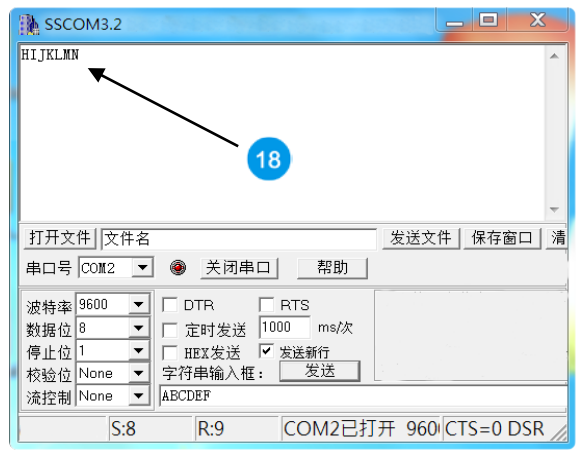 SSCOM3.2
HIJKLMN
18
打开文件 文件名 发送文件 保存窗口 清
串口号 COM2 关闭串口 帮助
波特率 9600 DTR RTS
数据位 8 定时发送 1000 ms/次
停止位 1 HEX发送 发送新行
校验位 None 字符串输入框： 发送
流控制 None ABCDEF
S:8 R:9 COM2已打开 960 CTS=0 DSR